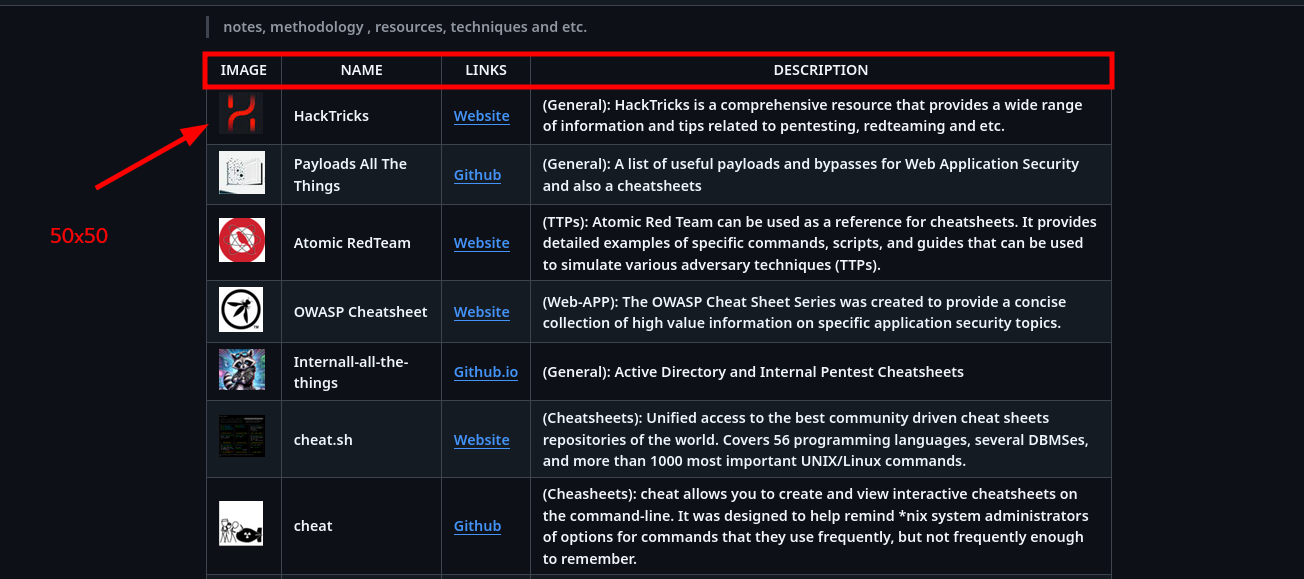 notes, methodology , resources, techniques and etc.
IMAGE NAME LINKS DESCRIPTION
HackTricks Website (General): HackTricks is a comprehensive resource that provides a wide range
of information and tips related to pentesting, redteaming and etc.
50x50
Payloads All The
Things
Github
(General): A list of useful payloads and bypasses for Web Application Security
and also a cheatsheets
Atomic RedTeam
Website
(TTPs): Atomic Red Team can be used as a reference for cheatsheets. It provides
detailed examples of specific commands, scripts, and guides that can be used
to simulate various adversary techniques (TTPs).
OWASP Cheatsheet
Website
(Web-APP): The OWASP Cheat Sheet Series was created to provide a concise
collection of high value information on specific application security topics.
Internall-all-the-
things
Github.io
(General): Active Directory and Internal Pentest Cheatsheets
cheat.sh
Website
(Cheatsheets): Unified access to the best community driven cheat sheets
repositories of the world. Covers 56 programming languages, several DBMSes,
and more than 1000 most important UNIX/Linux commands.
cheat
Github
(Cheasheets): cheat allows you to create and view interactive cheatsheets on
the command-line. It was designed to help remind *nix system administrators
of options for commands that they use frequently, but not frequently enough
to remember.